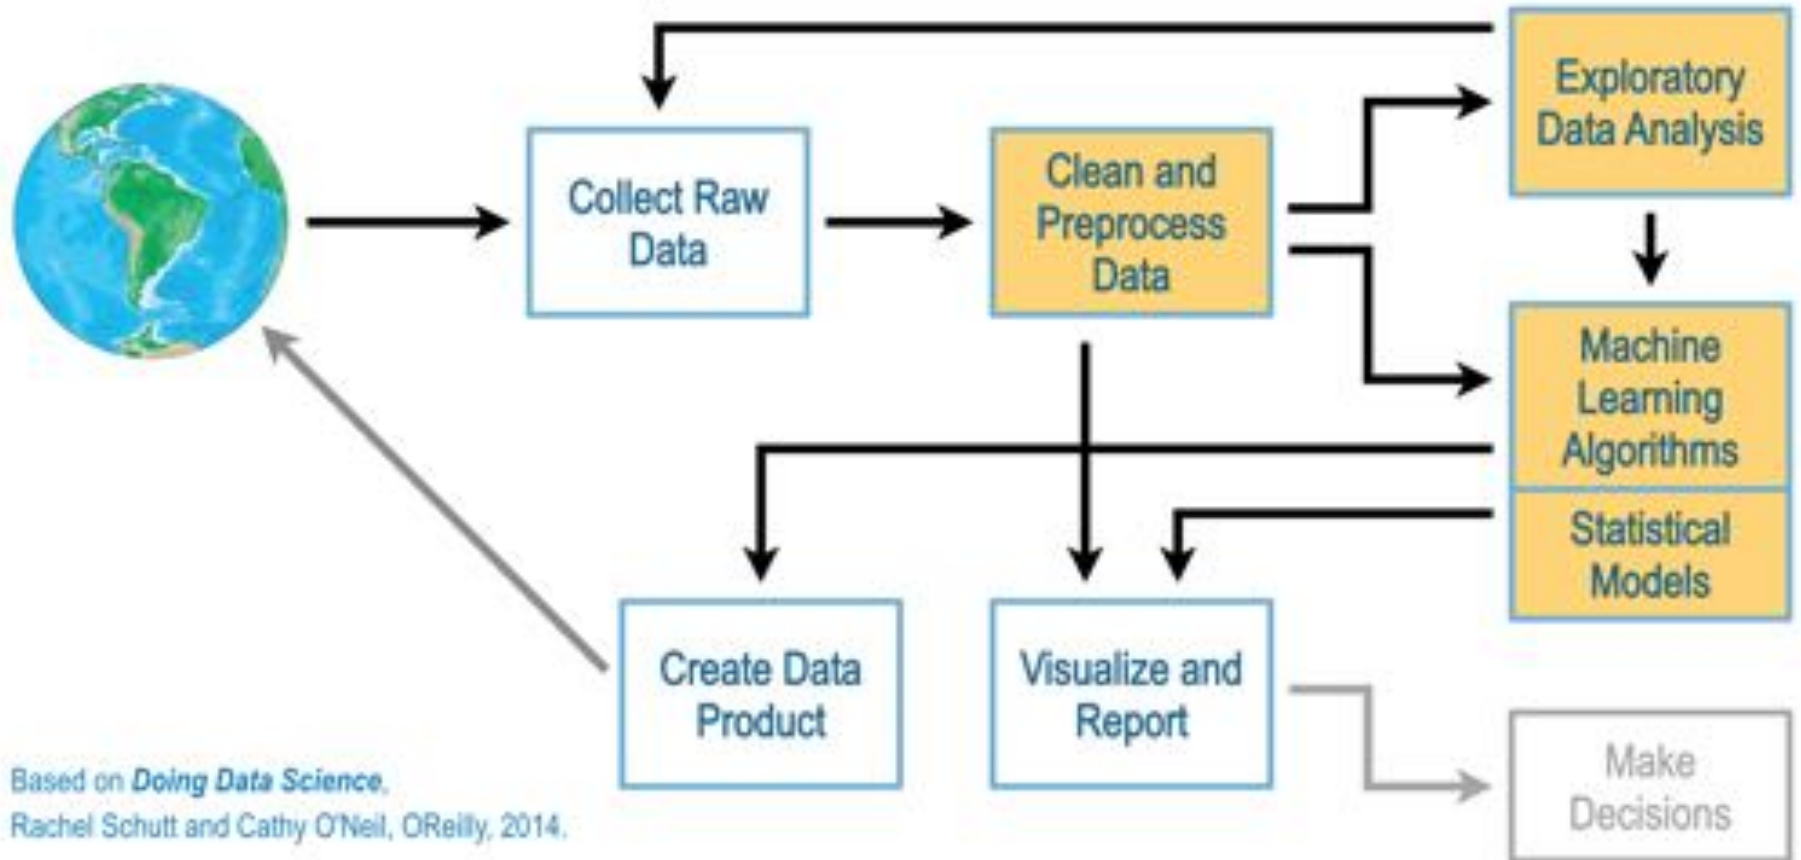 Exploratory
Data Analysis
Collect Raw
Data
Clean and
Preprocess
Data
Machine
Learning
Algorithms
Statistical
Models
Create Data
Product
Visualize and
Report
Make
Decisions
Based on Doing Data Science,
Rachel Schutt and Cathy O'Neil, OReilly, 2014.